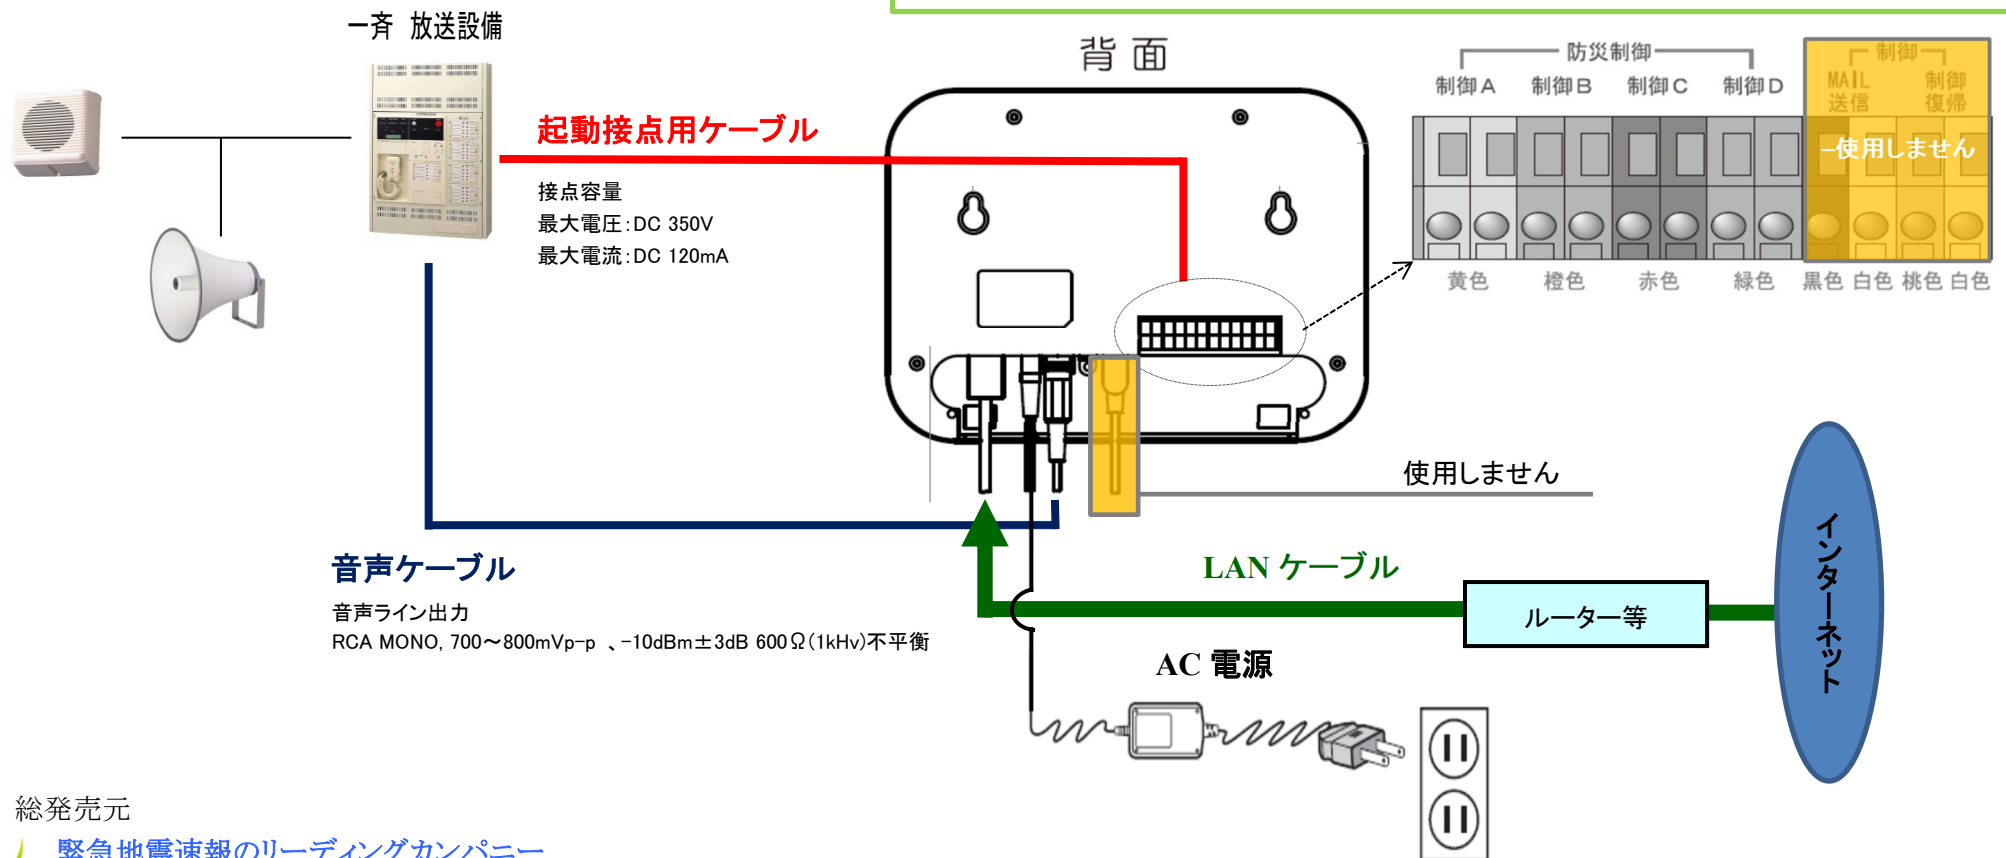 一斉 放送設備
背面
防災制御
制御
制御A 制御B 制御C 制御D MAIL送信 制御復帰
-使用しません
黄色 橙色 赤色 緑色 黒色 白色 桃色 白色
起動接点用ケーブル
接点容量
最大電圧:DC 350V
最大電流:DC 120mA
使用しません
音声ケーブル
音声ライン出力
RCA MONO, 700～800mVp-p 、-10dBm±3dB 600Ω(1kHv)不平衡
LAN ケーブル
ルーター等
インターネット
AC 電源
総発売元
緊急地震速報のリーディングカンパニー